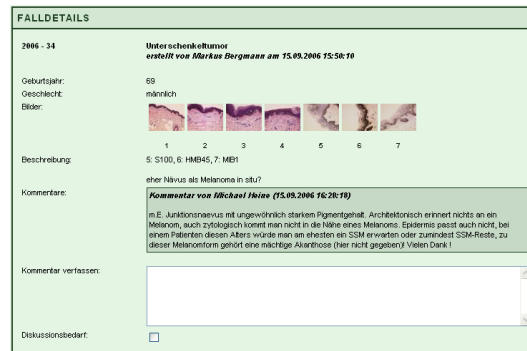 FALLDETAILS
2006 - 34 Unterschenkeltumor
erstellt von Markus Bergmann am 15.09.2006 15:50:10
Geburtsjahr: 69
Geschlecht: männlich
Bilder:
1 2 3 4 5 6 7
Beschreibung: 5: S100, 6: HMB45, 7: MIB1
eher Nävus als Melanoma in situ?
Kommentare: Kommentar von Michael Heine (15.09.2006 16:28:18)
m.E. Junktionsnaevus mit ungewöhnlich starkem Pigmentgehalt. Architektonisch erinnert nichts an ein
Melanom, auch zytologisch kommt man nicht in die Nähe eines Melanoms. Epidermis passt auch nicht, bei
einem Patienten diesen Alters würde man am ehesten ein SSM erwarten oder zumindest SSM-Reste, zu
dieser Melanomform gehört eine mächtige Akanthose (hier nicht gegeben)! Vielen Dank !
Kommentar verfassen:
Diskussionsbedarf: